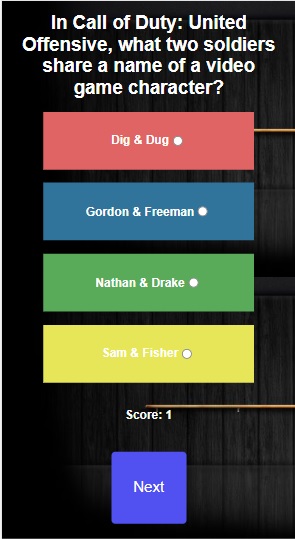 In Call of Duty: United
Offensive, what two soldiers
share a name of a video
game character?
Dig & Dug
Gordon & Freeman
Nathan & Drake
Sam & Fisher
Score: 1
Next